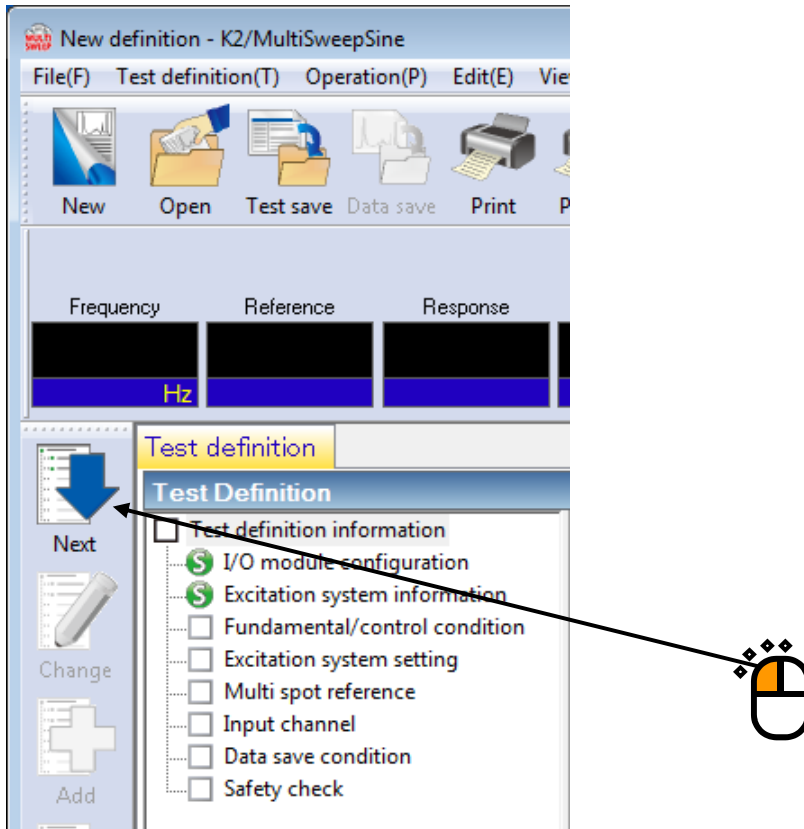 New definition - K2/MultiSweepSine
File(F) Test definition(T) Operation(P) Edit(E)
New Open Test save Data save Print
Frequency Reference Response
Hz
Test definition
Test Definition
Next
Test definition information
I/O module configuration
S Excitation system information
Fundamental/control condition
Change
Excitation system setting
Multi spot reference
Input channel
Data save condition
Add
Safety check